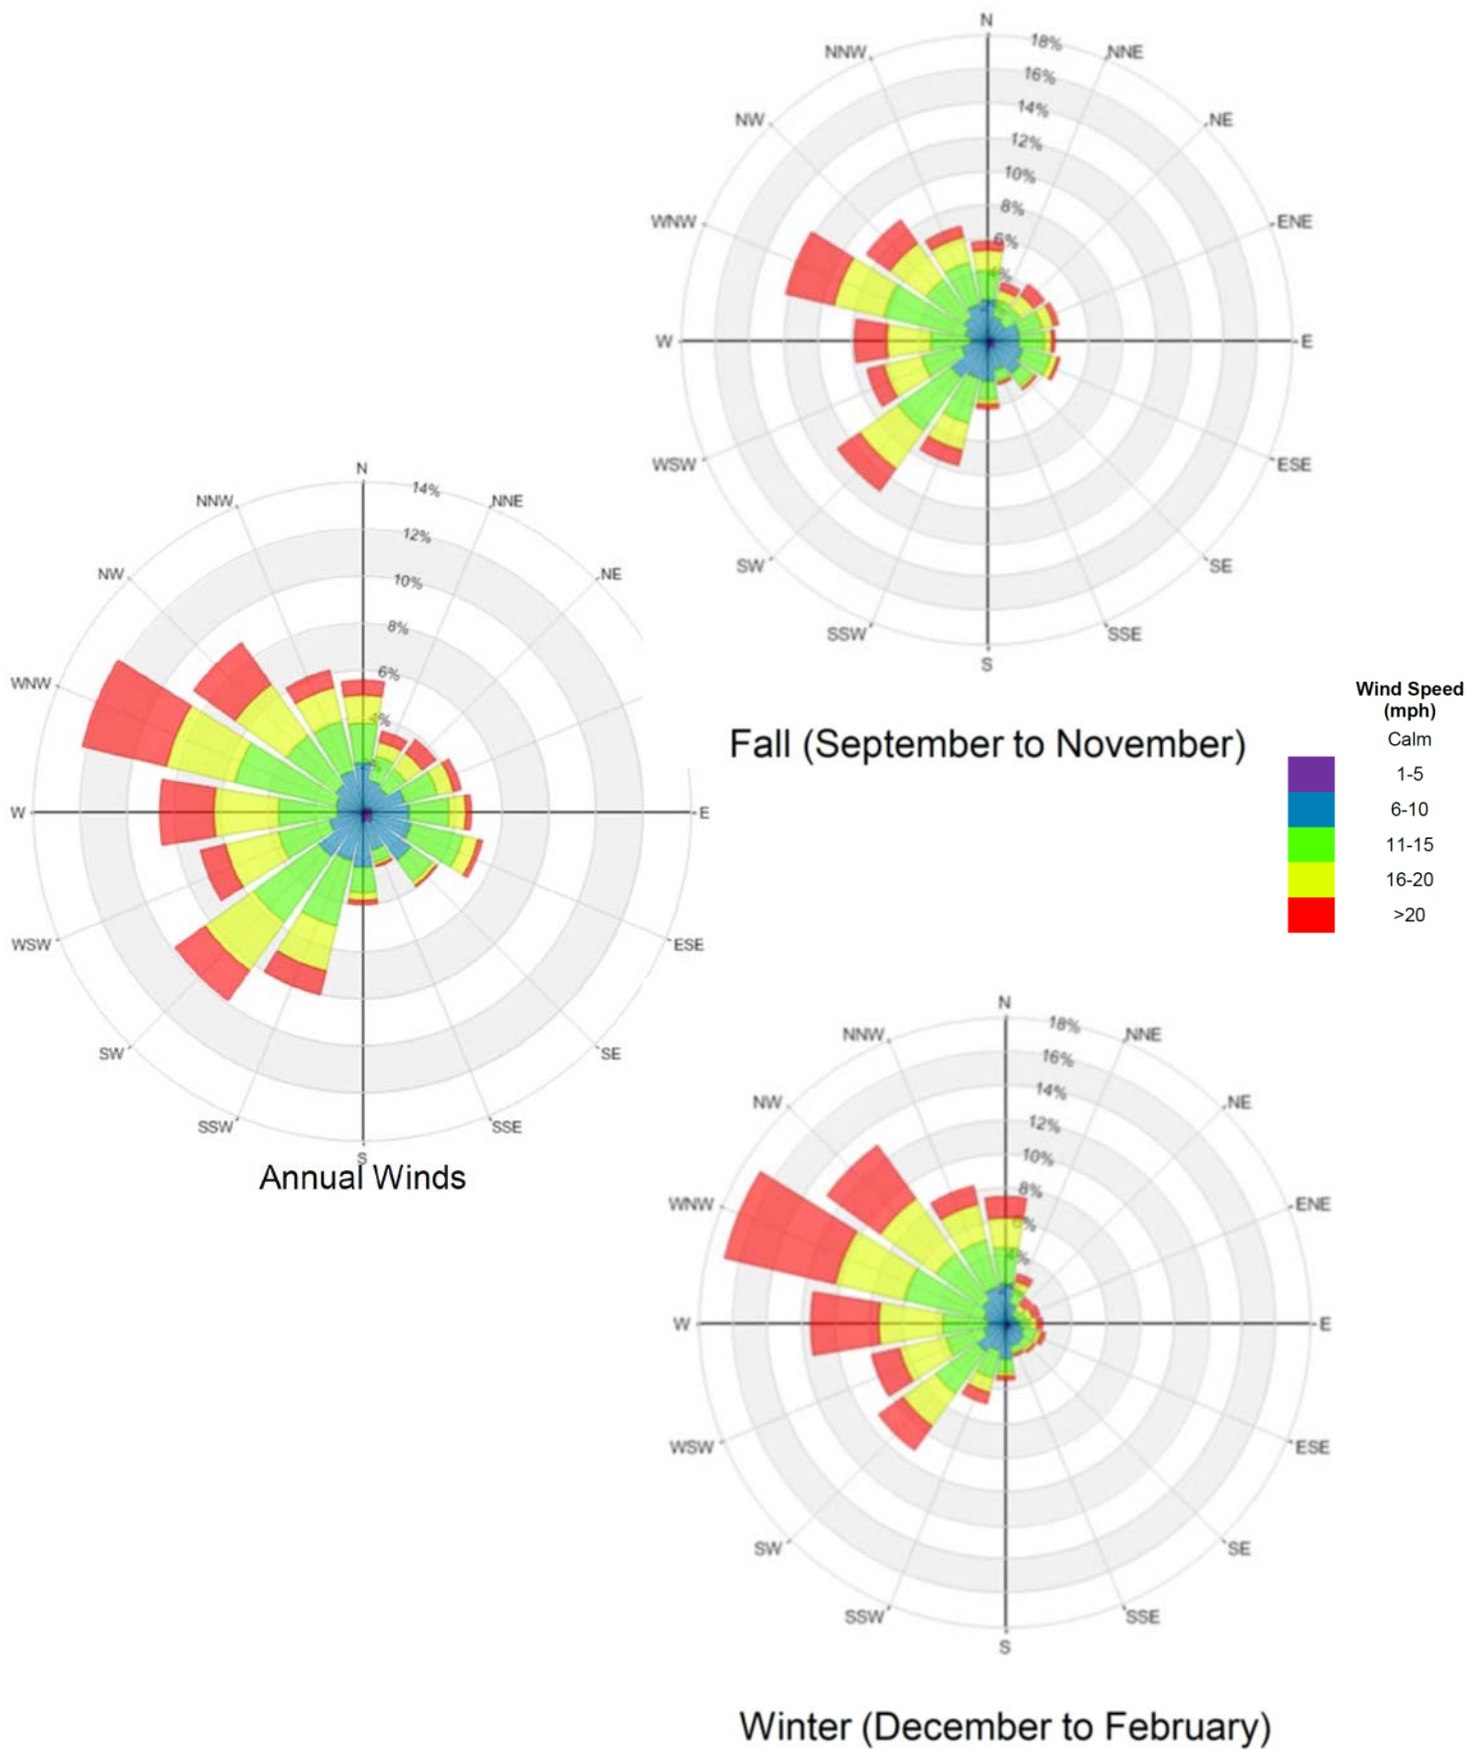 N
18%
NNW
NNE
16%
14%
NW
NE
12%
10%
8%
WNW
ENE
6%
4%
W
E
WSW
ESE
SW
SE
SSW
SSE
S
Fall (September to November)
N
14%
NNW
NNE
12%
NW
NE
10%
8%
6%
WNW
4%
W
E
WSW
ESE
SW
SE
SSW
SSE
S
Annual Winds
Wind Speed
(mph)
Calm
1-5
6-10
11-15
16-20
>20
N
18%
NNW
NNE
16%
14%
NW
NE
12%
10%
8%
WNW
ENE
6%
4%
W
E
WSW
ESE
SW
SE
SSW
SSE
S
Winter (December to February)